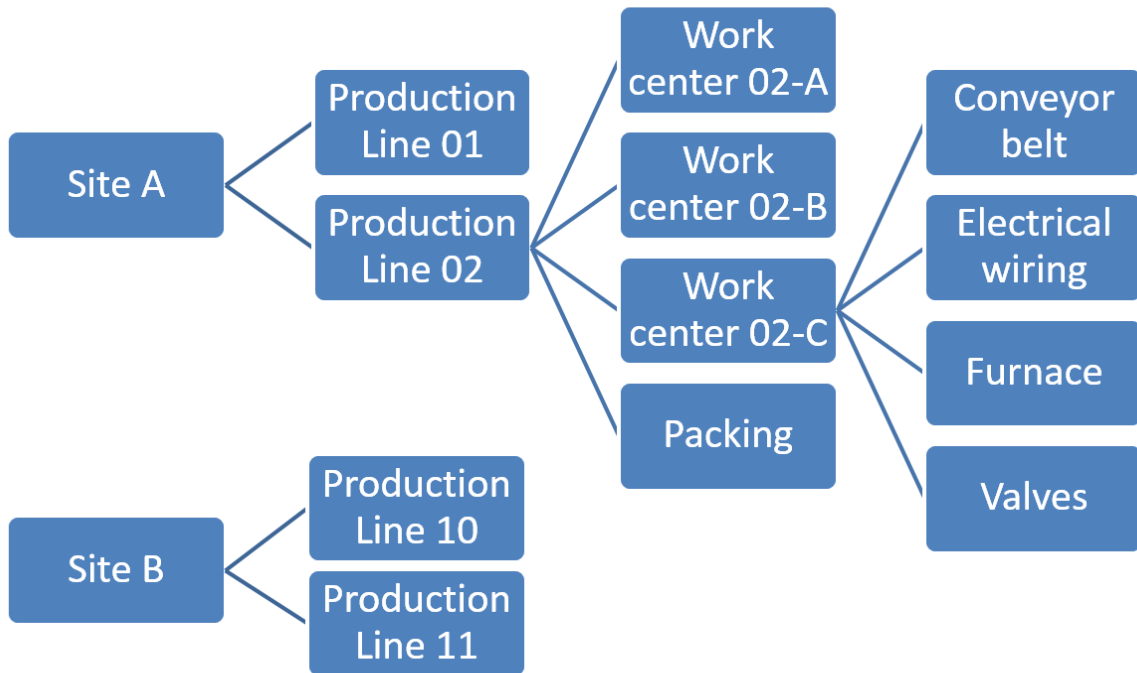 Site A
Production
Line 01
Production
Line 02
Work
center 02-A
Work
center 02-B
Work
center 02-C
Packing
Conveyor
belt
Electrical
wiring
Furnace
Valves
Site B
Production
Line 10
Production
Line 11